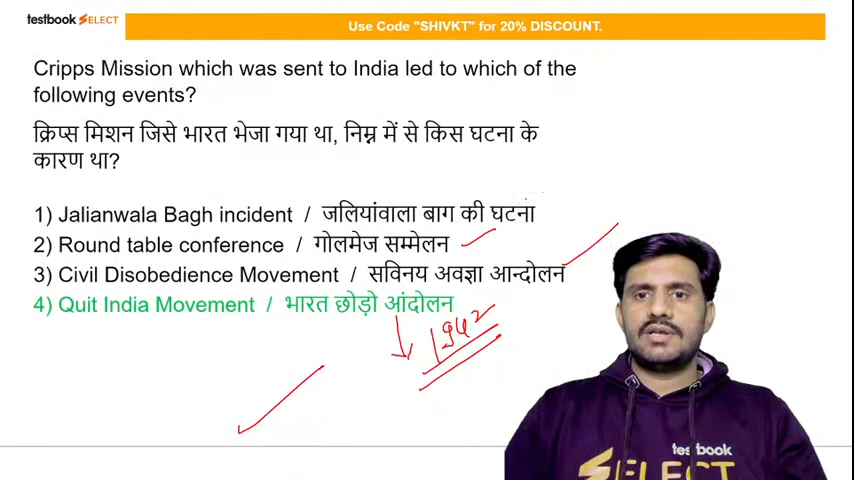 testbook SELECT
Use Code "SHIVKT" for 20% DISCOUNT.
Cripps Mission which was sent to India led to which of the
following events?
क्रिप्स मिशन जिसे भारत भेजा गया था, निम्न में से किस घटना के
कारण था?
1) Jalianwala Bagh incident / जलियांवाला बाग की घटना
2) Round table conference / गोलमेज सम्मेलन
3) Civil Disobedience Movement / सविनय अवज्ञा आन्दोलन
4) Quit India Movement / भारत छोड़ो आंदोलन
1942
testbook
SELECT